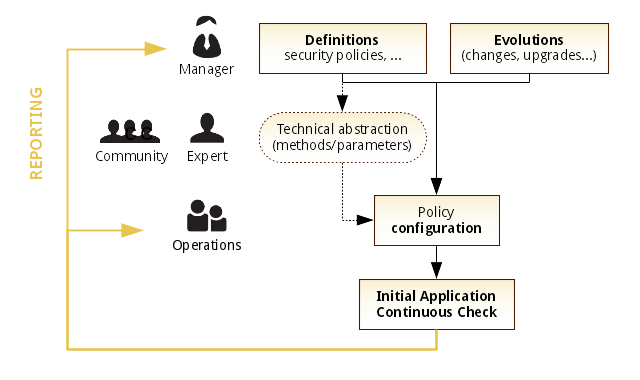 Definitions
security policies, ...
Evolutions
(changes, upgrades...)
Manager
REPORTING
Technical abstraction
(methods/parameters)
Community
Expert
Policy
configuration
Operations
Initial Application
Continuous Check